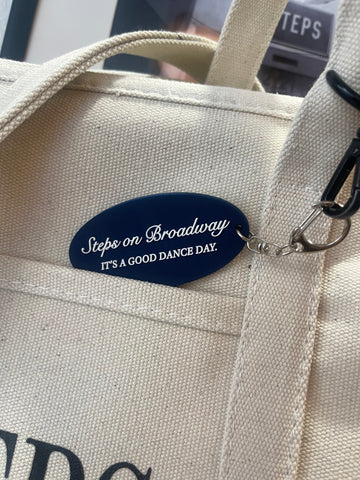 STEPS
Steps on Broadway
IT'S A GOOD DANCE DAY.